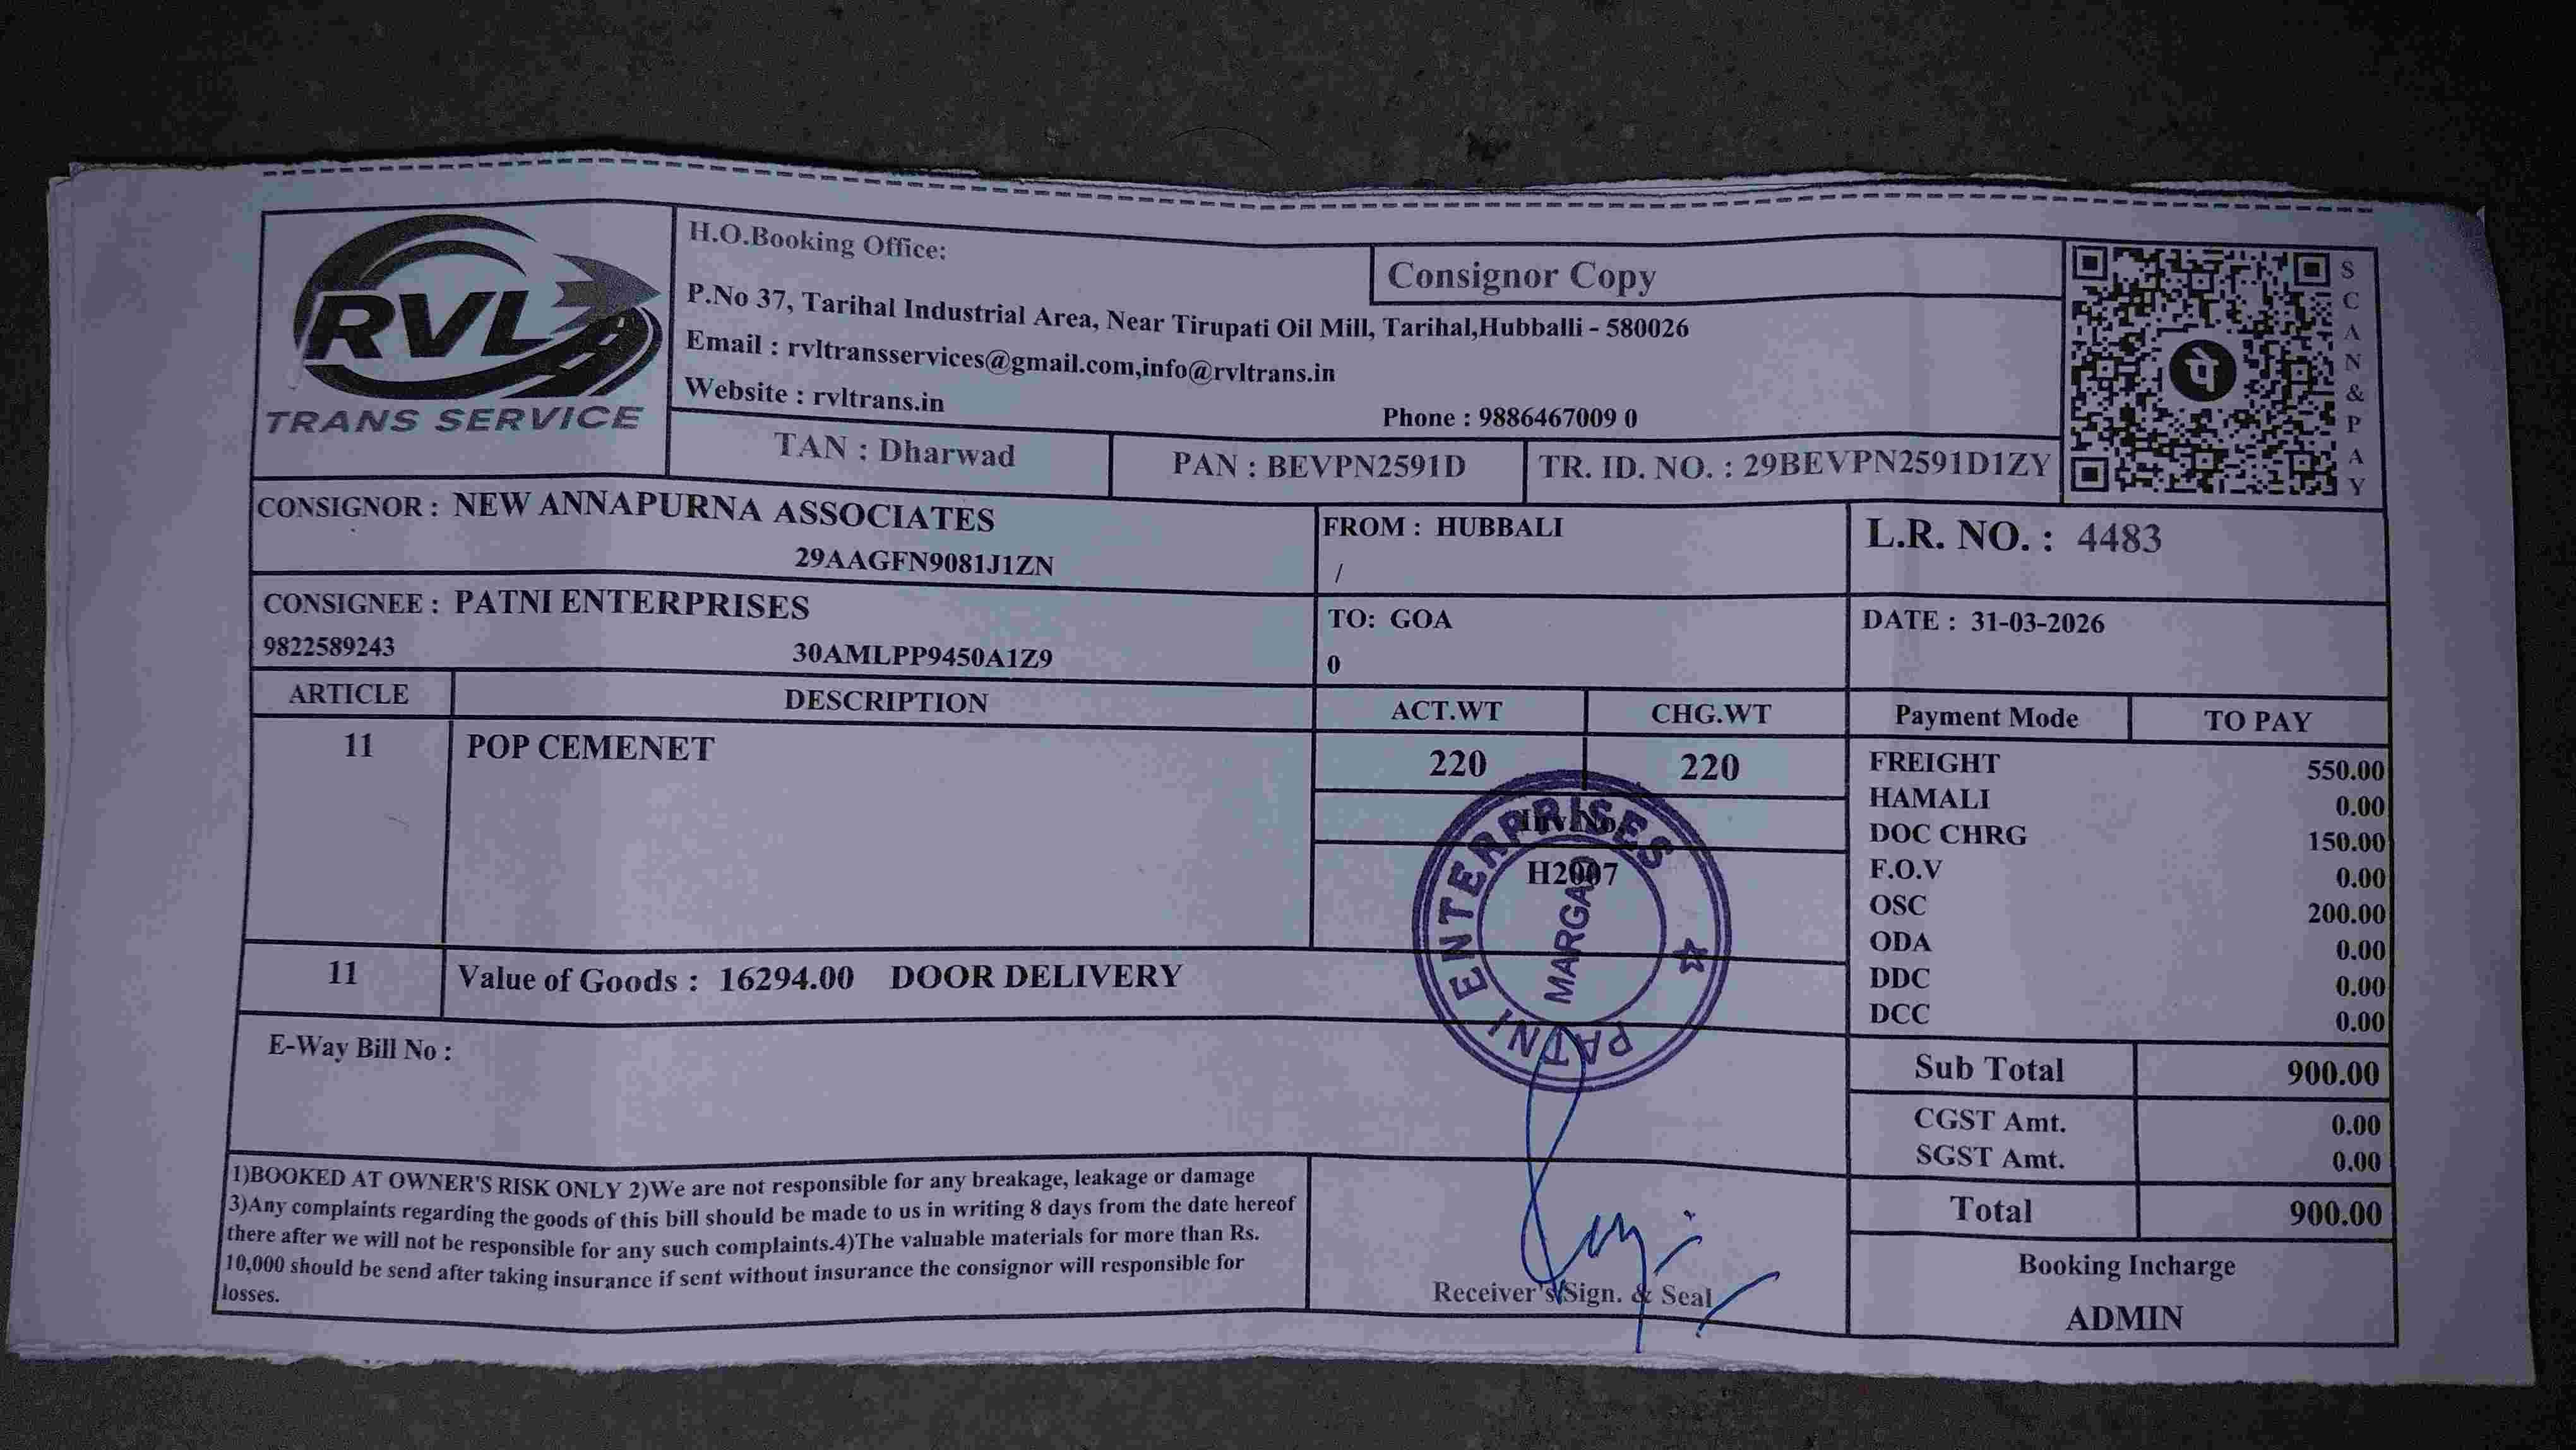 RVL
TRANS SERVICE
H.O.Booking Office:
Consignor Copy
P.No 37, Tarihal Industrial Area, Near Tirupati Oil Mill, Tarihal,Hubballi - 580026
Email : rvltransservices@gmail.com,info@rvltrans.in
Website : rvltrans.in
Phone : 9886467009 0
SCAN&PAY
पे
TAN : Dharwad
PAN : BEVPN2591D
TR. ID. NO. : 29BEVPN2591D1ZY
CONSIGNOR : NEW ANNAPURNA ASSOCIATES
29AAGFN9081J1ZN
FROM : HUBBALI
/
L.R. NO. : 4483
CONSIGNEE : PATNI ENTERPRISES
9822589243 30AMLPP9450A1Z9
TO: GOA
0
DATE : 31-03-2026
ARTICLE DESCRIPTION ACT.WT CHG.WT Payment Mode TO PAY
11 POP CEMENET 220 220
Inv.No.
H2007
FREIGHT 550.00
HAMALI 0.00
DOC CHRG 150.00
F.O.V 0.00
OSC 200.00
ODA 0.00
DDC 0.00
DCC 0.00
PATNI ENTERPRISES
MARGAO
11 Value of Goods : 16294.00 DOOR DELIVERY
E-Way Bill No :
Sub Total 900.00
CGST Amt. 0.00
SGST Amt. 0.00
Total 900.00
1)BOOKED AT OWNER'S RISK ONLY 2)We are not responsible for any breakage, leakage or damage
3)Any complaints regarding the goods of this bill should be made to us in writing 8 days from the date hereof
there after we will not be responsible for any such complaints.4)The valuable materials for more than Rs.
10,000 should be send after taking insurance if sent without insurance the consignor will responsible for
losses.
Receiver's Sign. & Seal
Booking Incharge
ADMIN